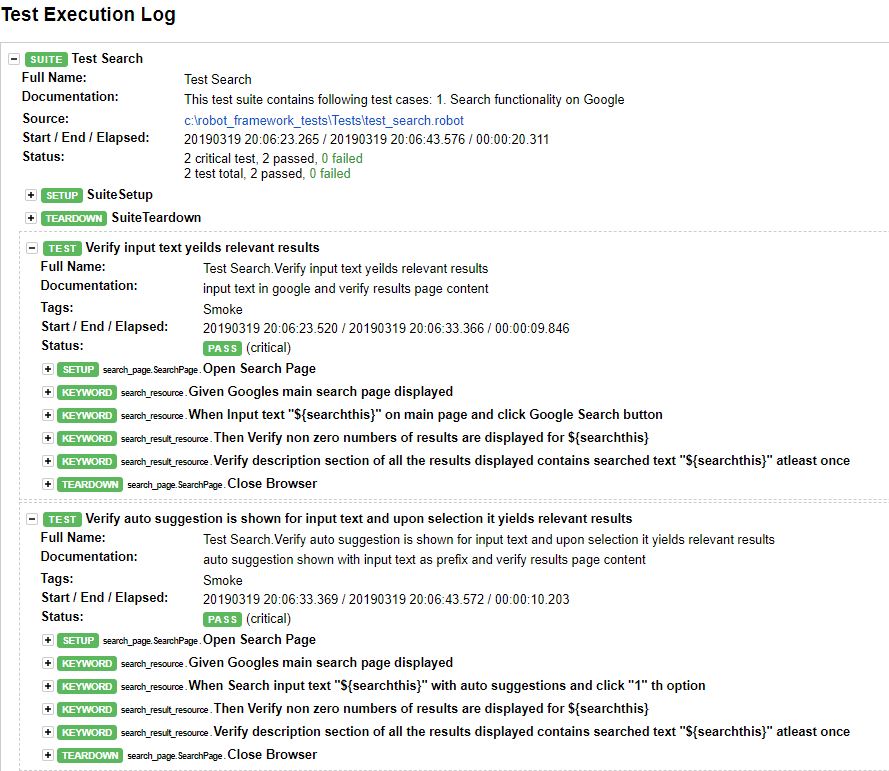 Test Execution Log
SUITE Test Search
Full Name: Test Search
Documentation: This test suite contains following test cases: 1. Search functionality on Google
Source: c:\robot_framework_tests\Tests\test_search.robot
Start / End / Elapsed: 20190319 20:06:23.265 / 20190319 20:06:43.576 / 00:00:20.311
Status: 2 critical test, 2 passed, 0 failed
2 test total, 2 passed, 0 failed
SETUP SuiteSetup
TEARDOWN SuiteTeardown
TEST Verify input text yeilds relevant results
Full Name: Test Search.Verify input text yeilds relevant results
Documentation: input text in google and verify results page content
Tags: Smoke
Start / End / Elapsed: 20190319 20:06:23.520 / 20190319 20:06:33.366 / 00:00:09.846
Status: PASS (critical)
SETUP search_page.SearchPage.Open Search Page
KEYWORD search_resource.Given Googles main search page displayed
KEYWORD search_resource.When Input text "${searchthis}" on main page and click Google Search button
KEYWORD search_result_resource.Then Verify non zero numbers of results are displayed for ${searchthis}
KEYWORD search_result_resource.Verify description section of all the results displayed contains searched text "${searchthis}" atleast once
TEARDOWN search_page.SearchPage.Close Browser
TEST Verify auto suggestion is shown for input text and upon selection it yields relevant results
Full Name: Test Search.Verify auto suggestion is shown for input text and upon selection it yields relevant results
Documentation: auto suggestion shown with input text as prefix and verify results page content
Tags: Smoke
Start / End / Elapsed: 20190319 20:06:33.369 / 20190319 20:06:43.572 / 00:00:10.203
Status: PASS (critical)
SETUP search_page.SearchPage.Open Search Page
KEYWORD search_resource.Given Googles main search page displayed
KEYWORD search_resource.When Search input text "${searchthis}" with auto suggestions and click "1" th option
KEYWORD search_result_resource.Then Verify non zero numbers of results are displayed for ${searchthis}
KEYWORD search_result_resource.Verify description section of all the results displayed contains searched text "${searchthis}" atleast once
TEARDOWN search_page.SearchPage.Close Browser